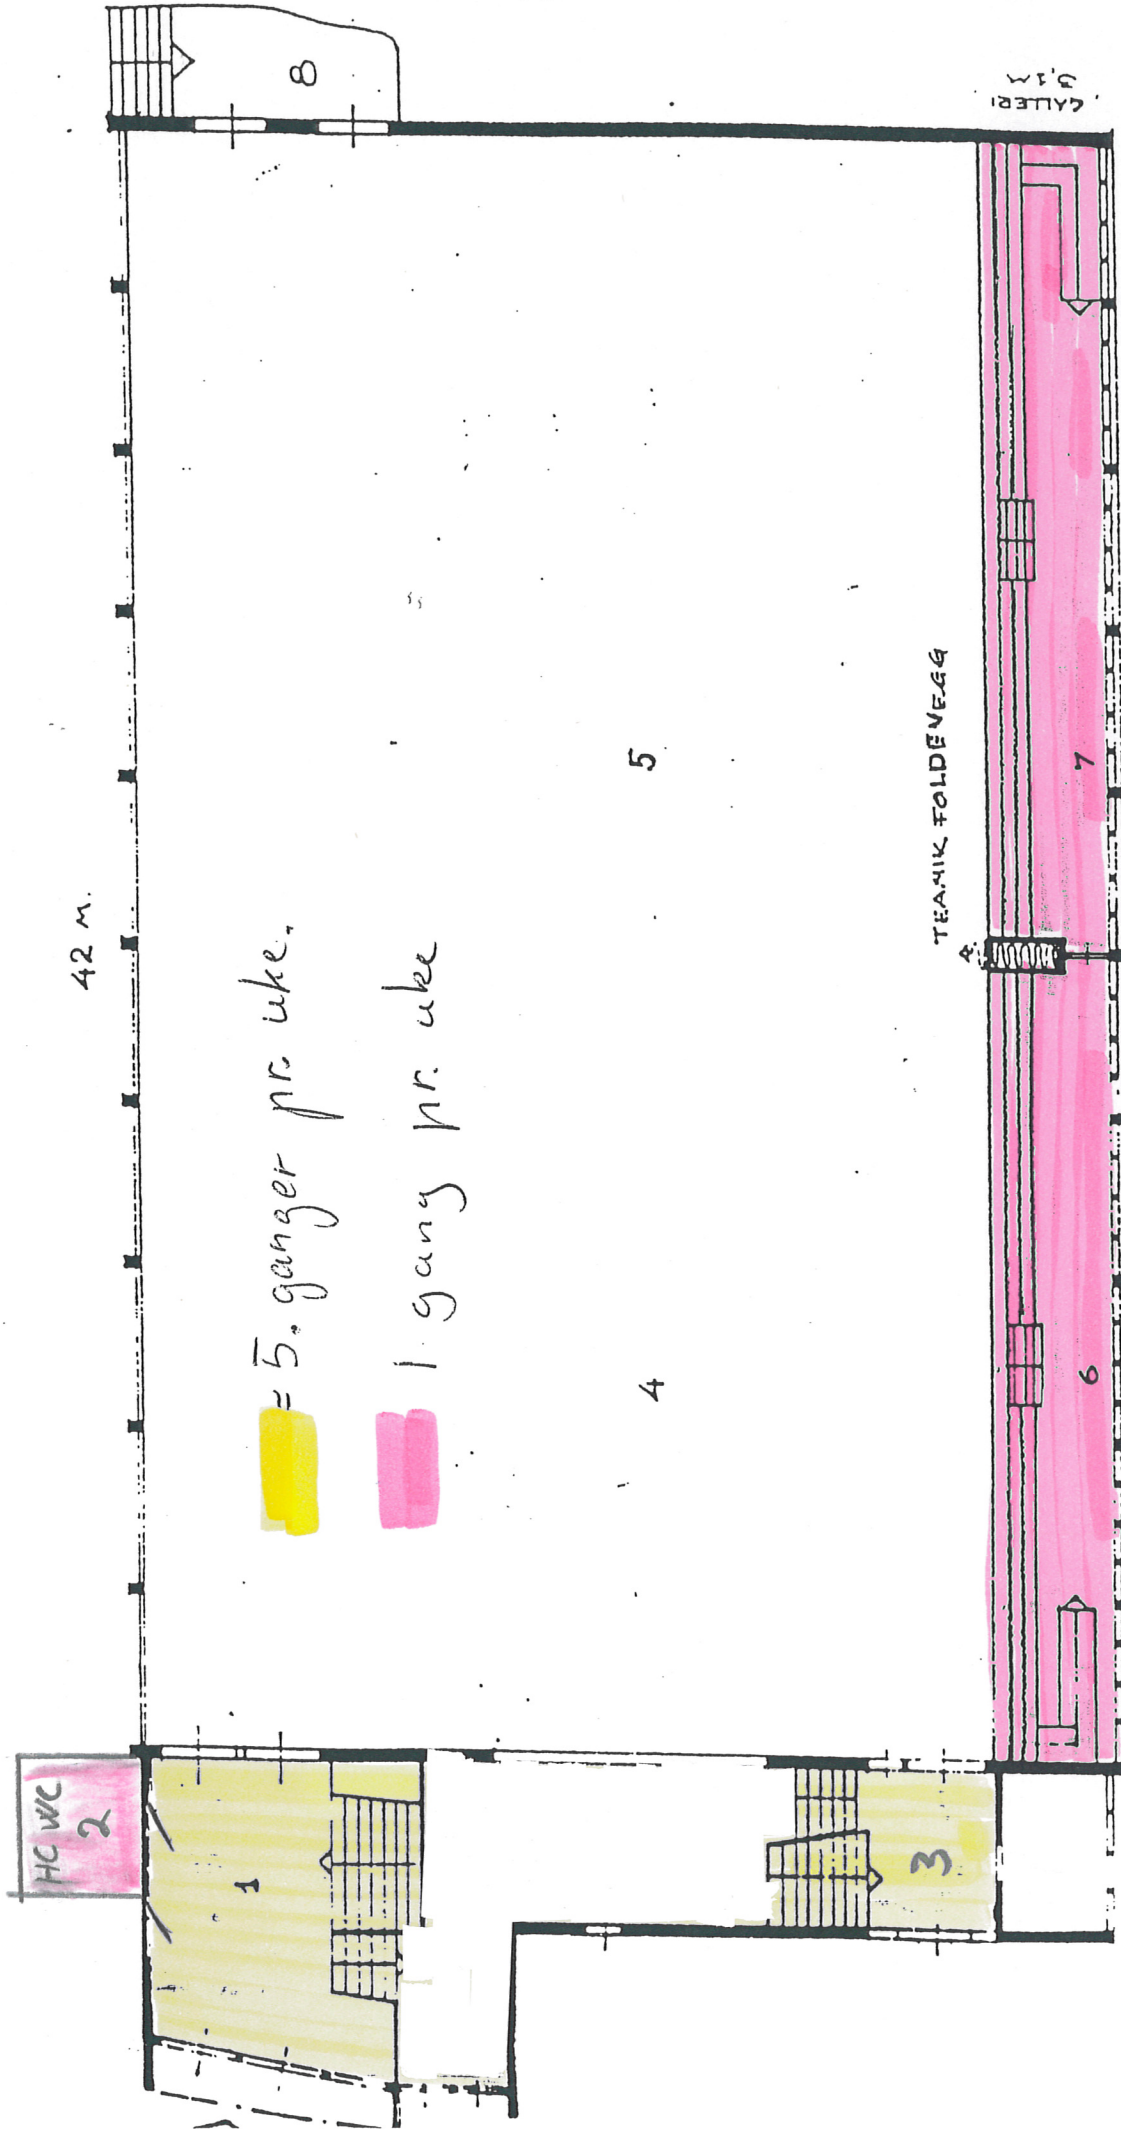 42 M.
HC WC
2
1
3
= 5. ganger pr. uke.
1 gang pr. uke
4
5
TEANIK FOLDEVEGG
6
7
8
GALLERI
3,1 M